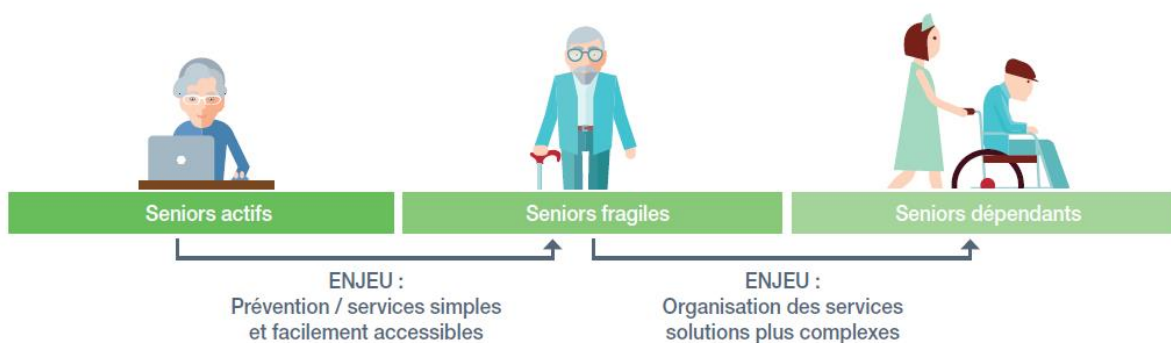 Seniors actifs
Seniors fragiles
Seniors dépendants
ENJEU :
Prévention / services simples
et facilement accessibles
ENJEU :
Organisation des services
solutions plus complexes